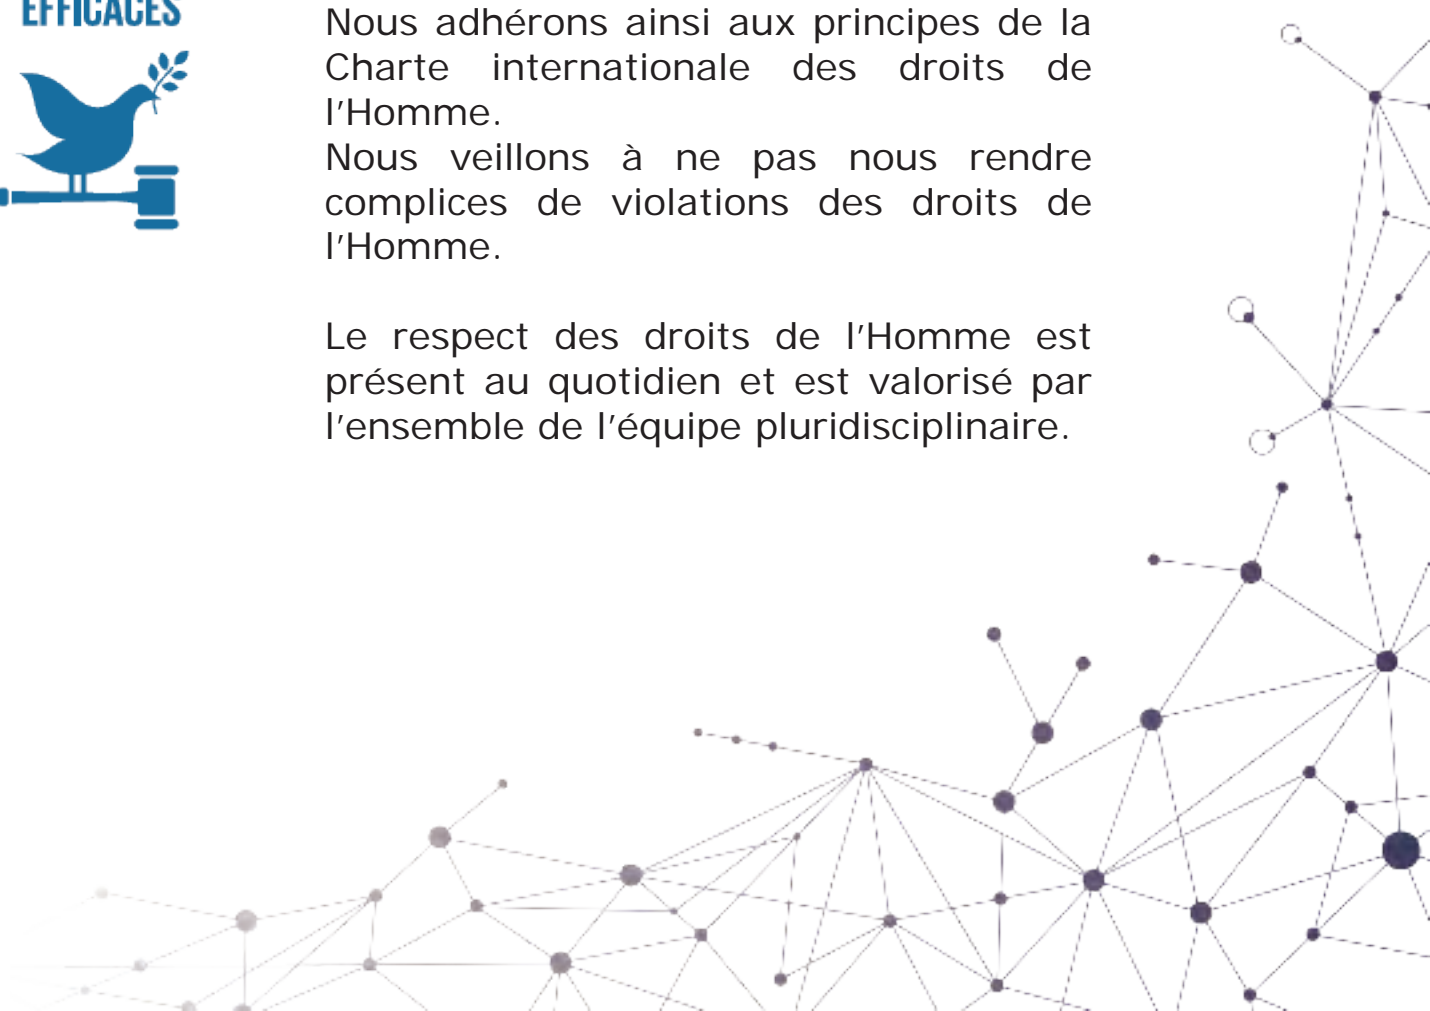 EFFICACES
Nous adhérons ainsi aux principes de la
Charte internationale des droits de
l'Homme.
Nous veillons à ne pas nous rendre
complices de violations des droits de
l'Homme.
Le respect des droits de l'Homme est
présent au quotidien et est valorisé par
l'ensemble de l'équipe pluridisciplinaire.